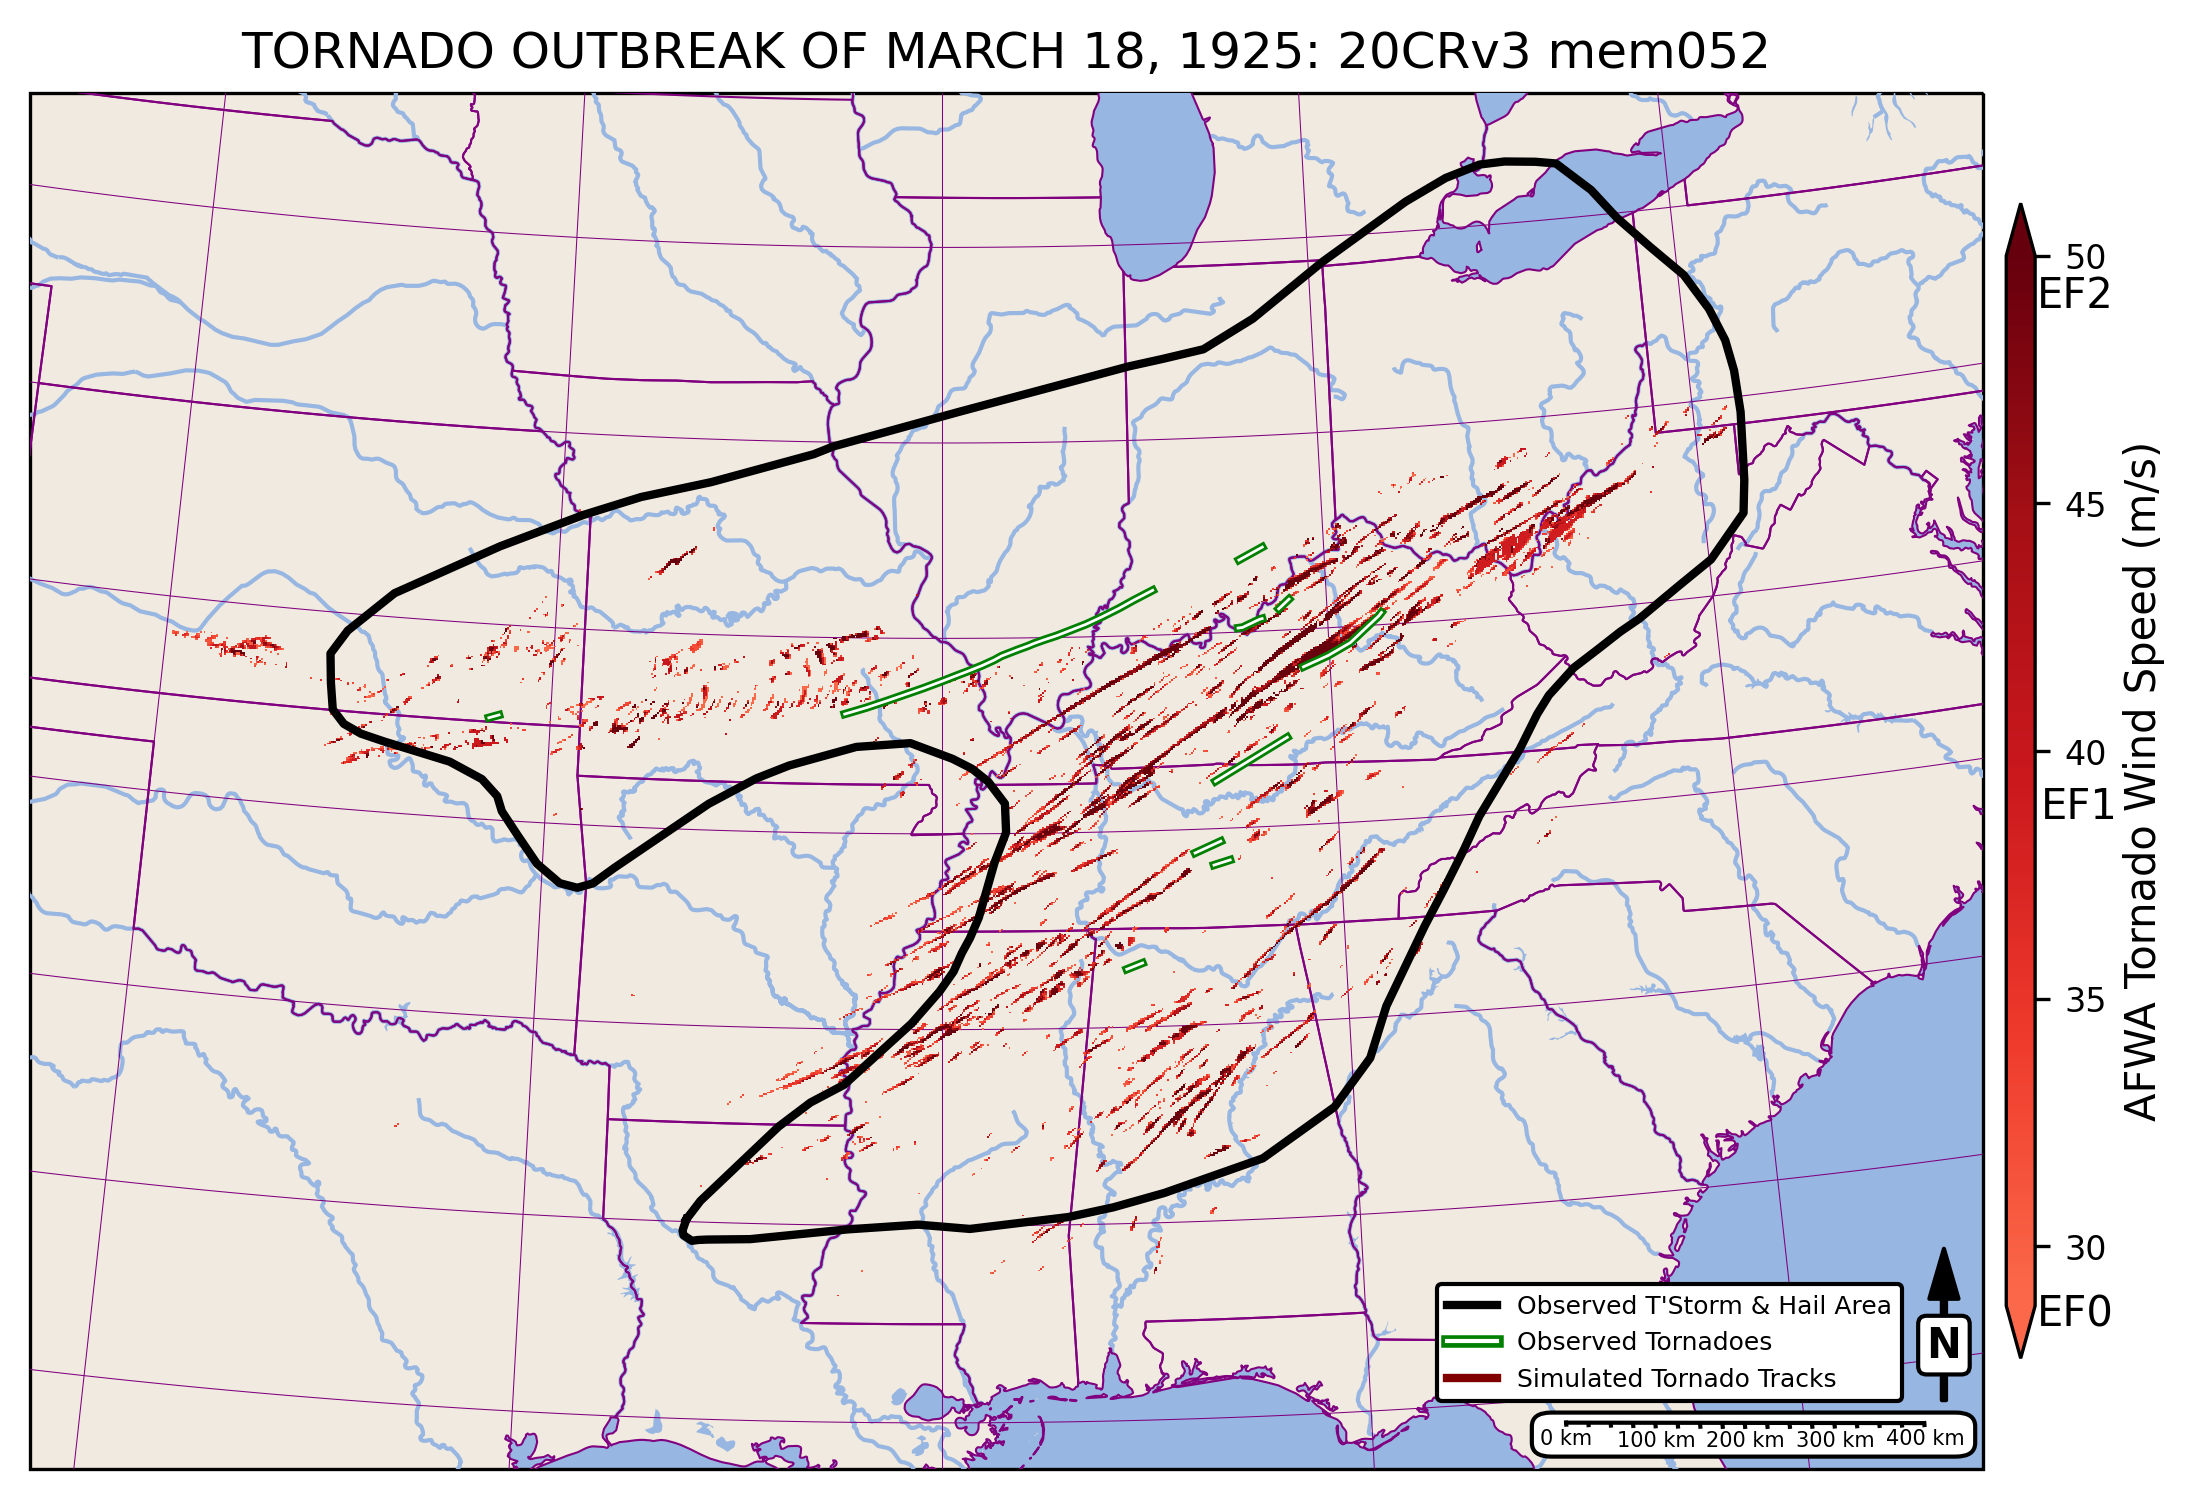 TORNADO OUTBREAK OF MARCH 18, 1925: 20CRv3 mem052
50
EF2
45
40
EF1
35
30
EF0
AFWA Tornado Wind Speed (m/s)
Observed T'Storm & Hail Area
Observed Tornadoes
Simulated Tornado Tracks
N
0 km 100 km 200 km 300 km 400 km